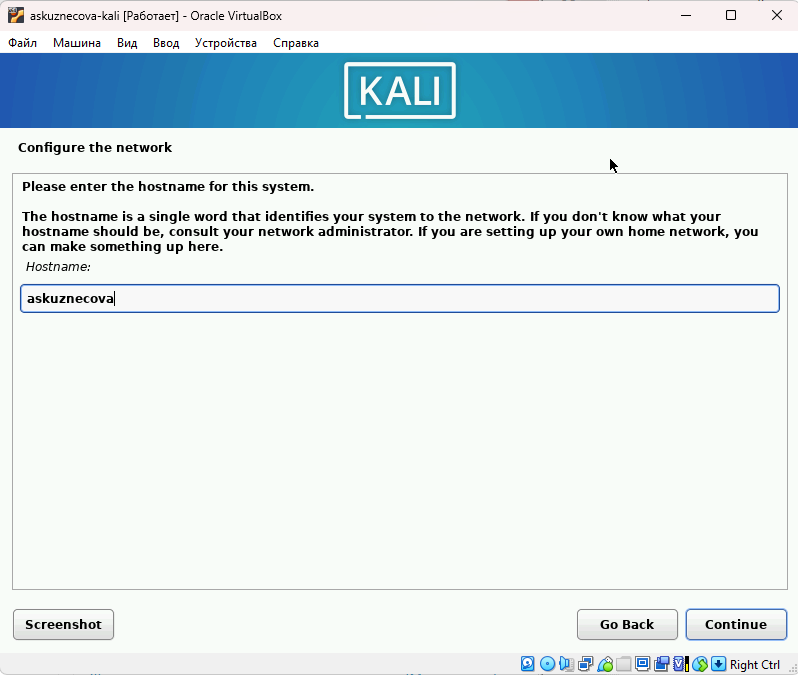 askuznecova-kali [Работает] - Oracle VirtualBox
Файл Машина Вид Ввод Устройства Справка
KALI
Configure the network
Please enter the hostname for this system.
The hostname is a single word that identifies your system to the network. If you don't know what your
hostname should be, consult your network administrator. If you are setting up your own home network, you
can make something up here.
Hostname:
askuznecova
Screenshot Go Back Continue
Right Ctrl